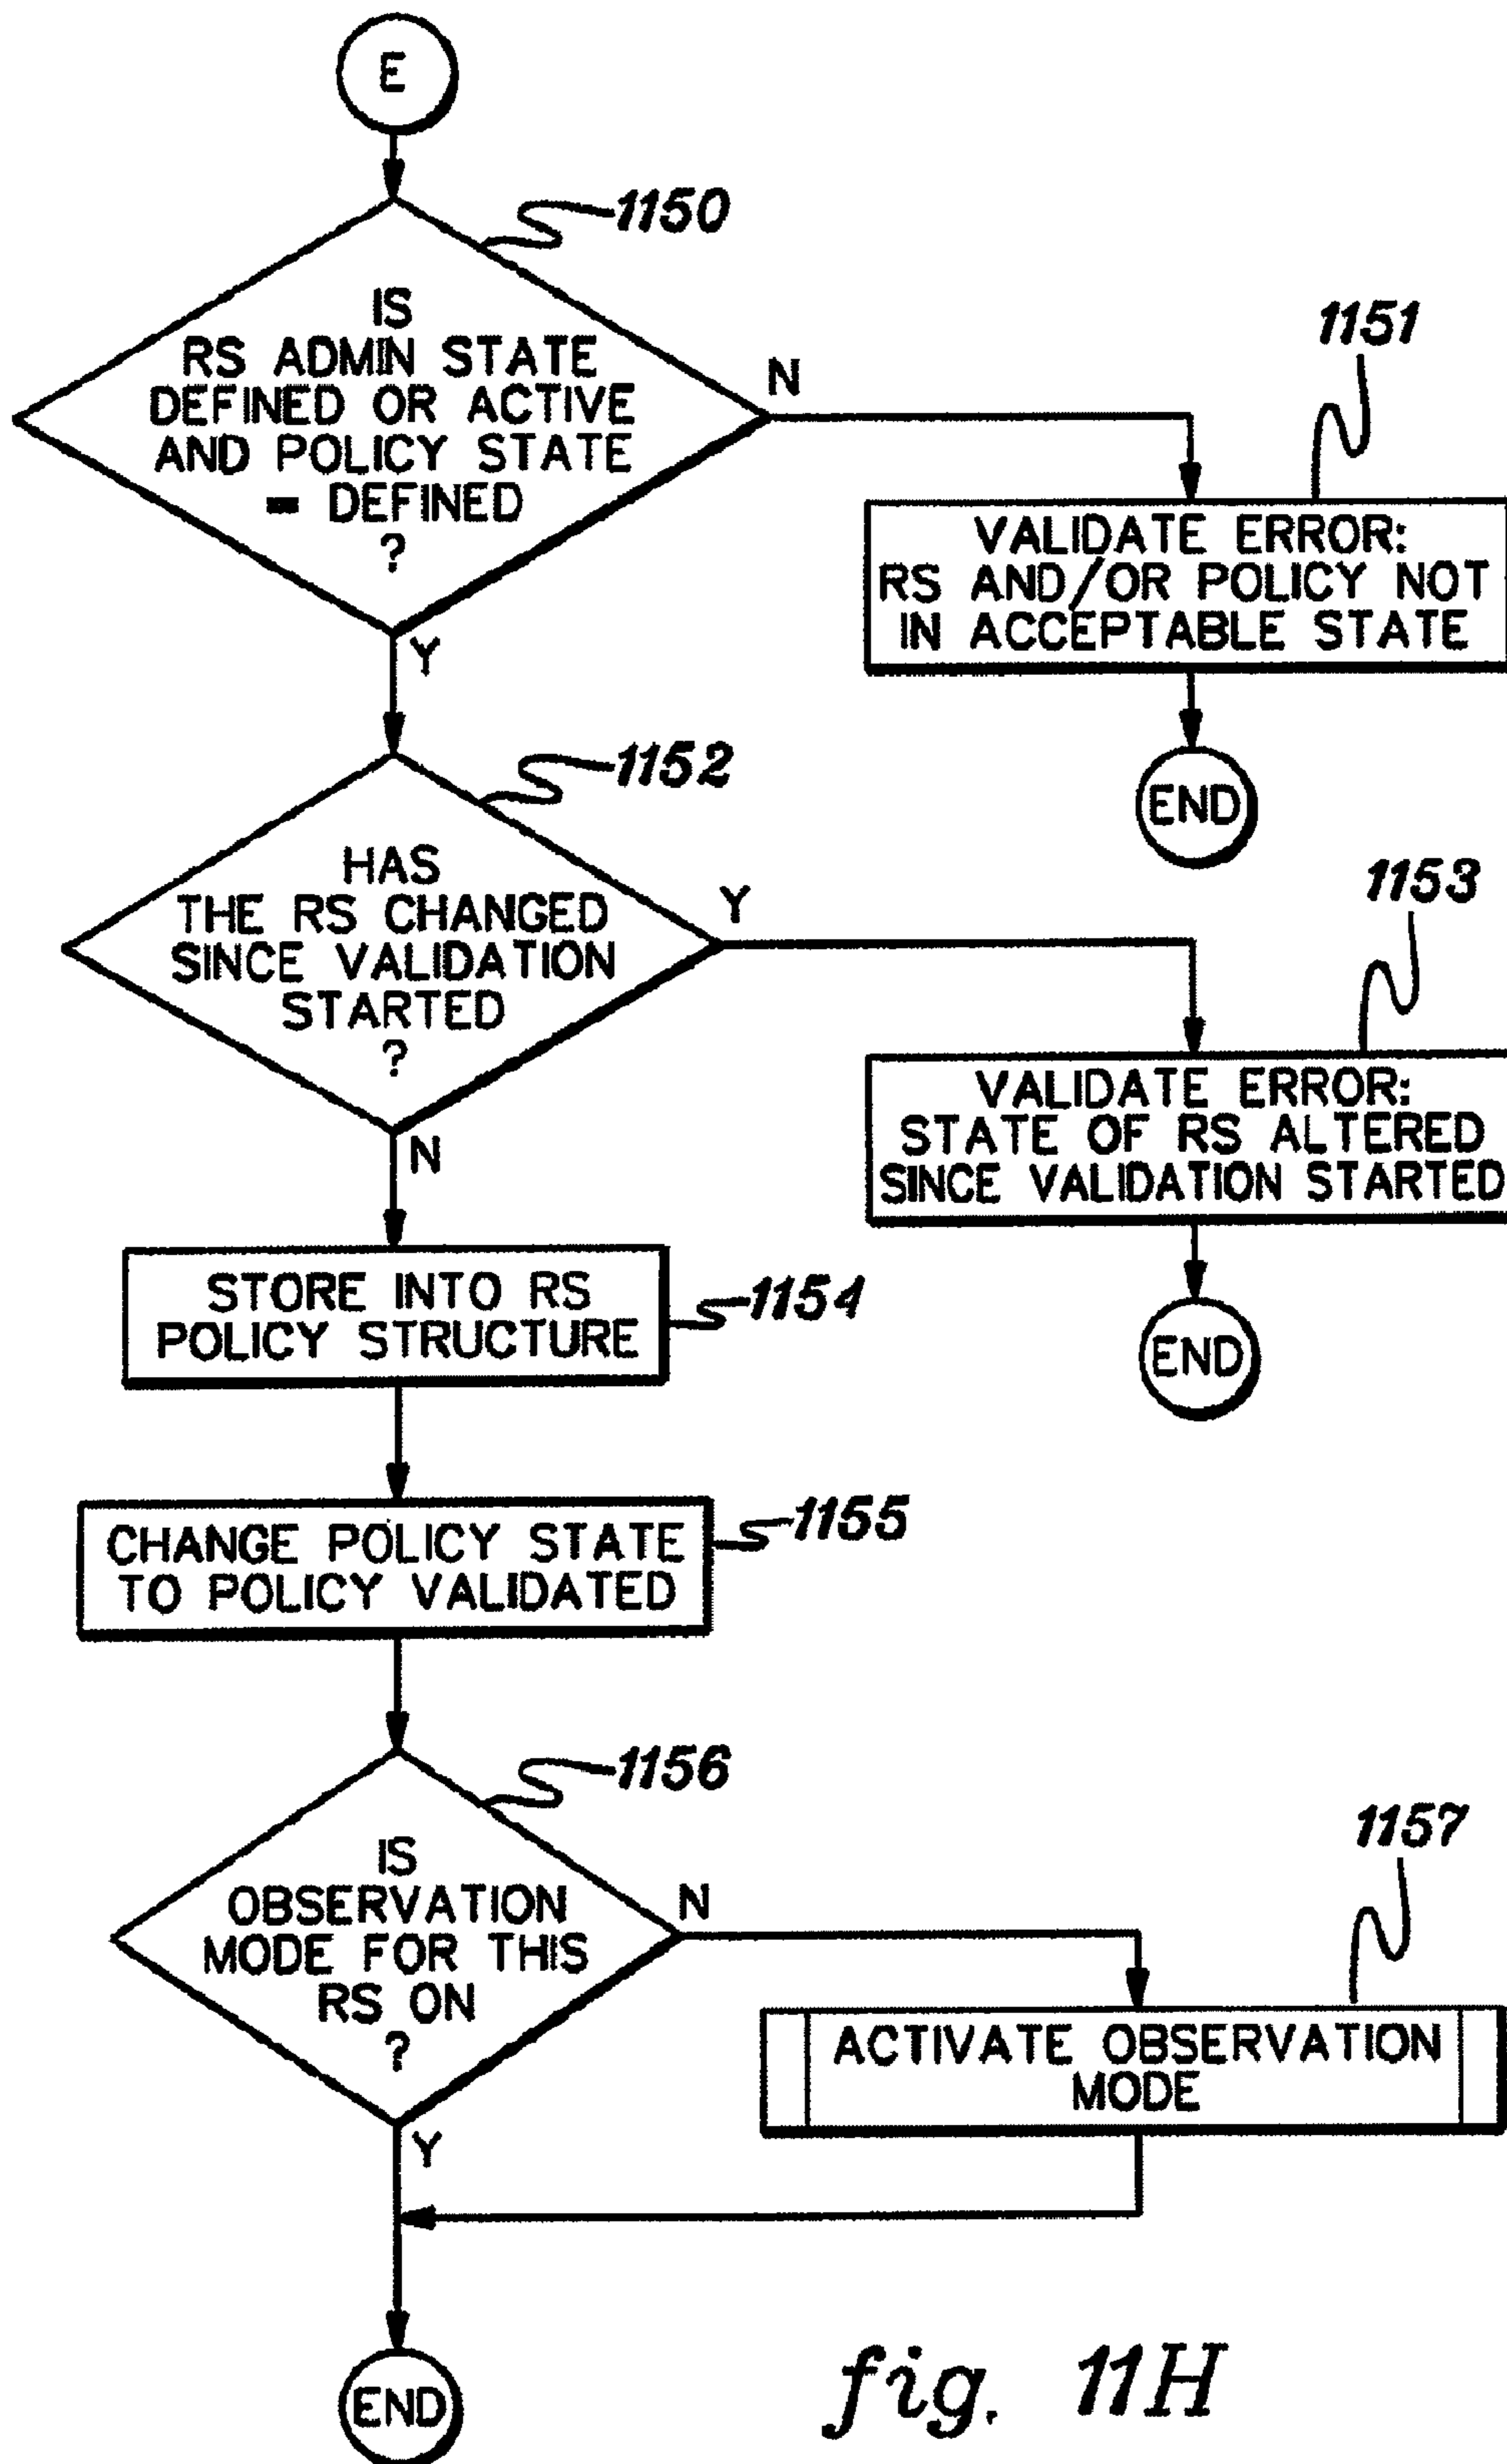 E
1150
IS
RS ADMIN STATE
DEFINED OR ACTIVE
AND POLICY STATE
= DEFINED
?
N
Y
1151
VALIDATE ERROR:
RS AND/OR POLICY NOT
IN ACCEPTABLE STATE
END
1152
HAS
THE RS CHANGED
SINCE VALIDATION
STARTED
?
Y
N
1153
VALIDATE ERROR:
STATE OF RS ALTERED
SINCE VALIDATION STARTED
END
STORE INTO RS
POLICY STRUCTURE
1154
CHANGE POLICY STATE
TO POLICY VALIDATED
1155
1156
IS
OBSERVATION
MODE FOR THIS
RS ON
?
N
Y
1157
ACTIVATE OBSERVATION
MODE
END
fig. 11H